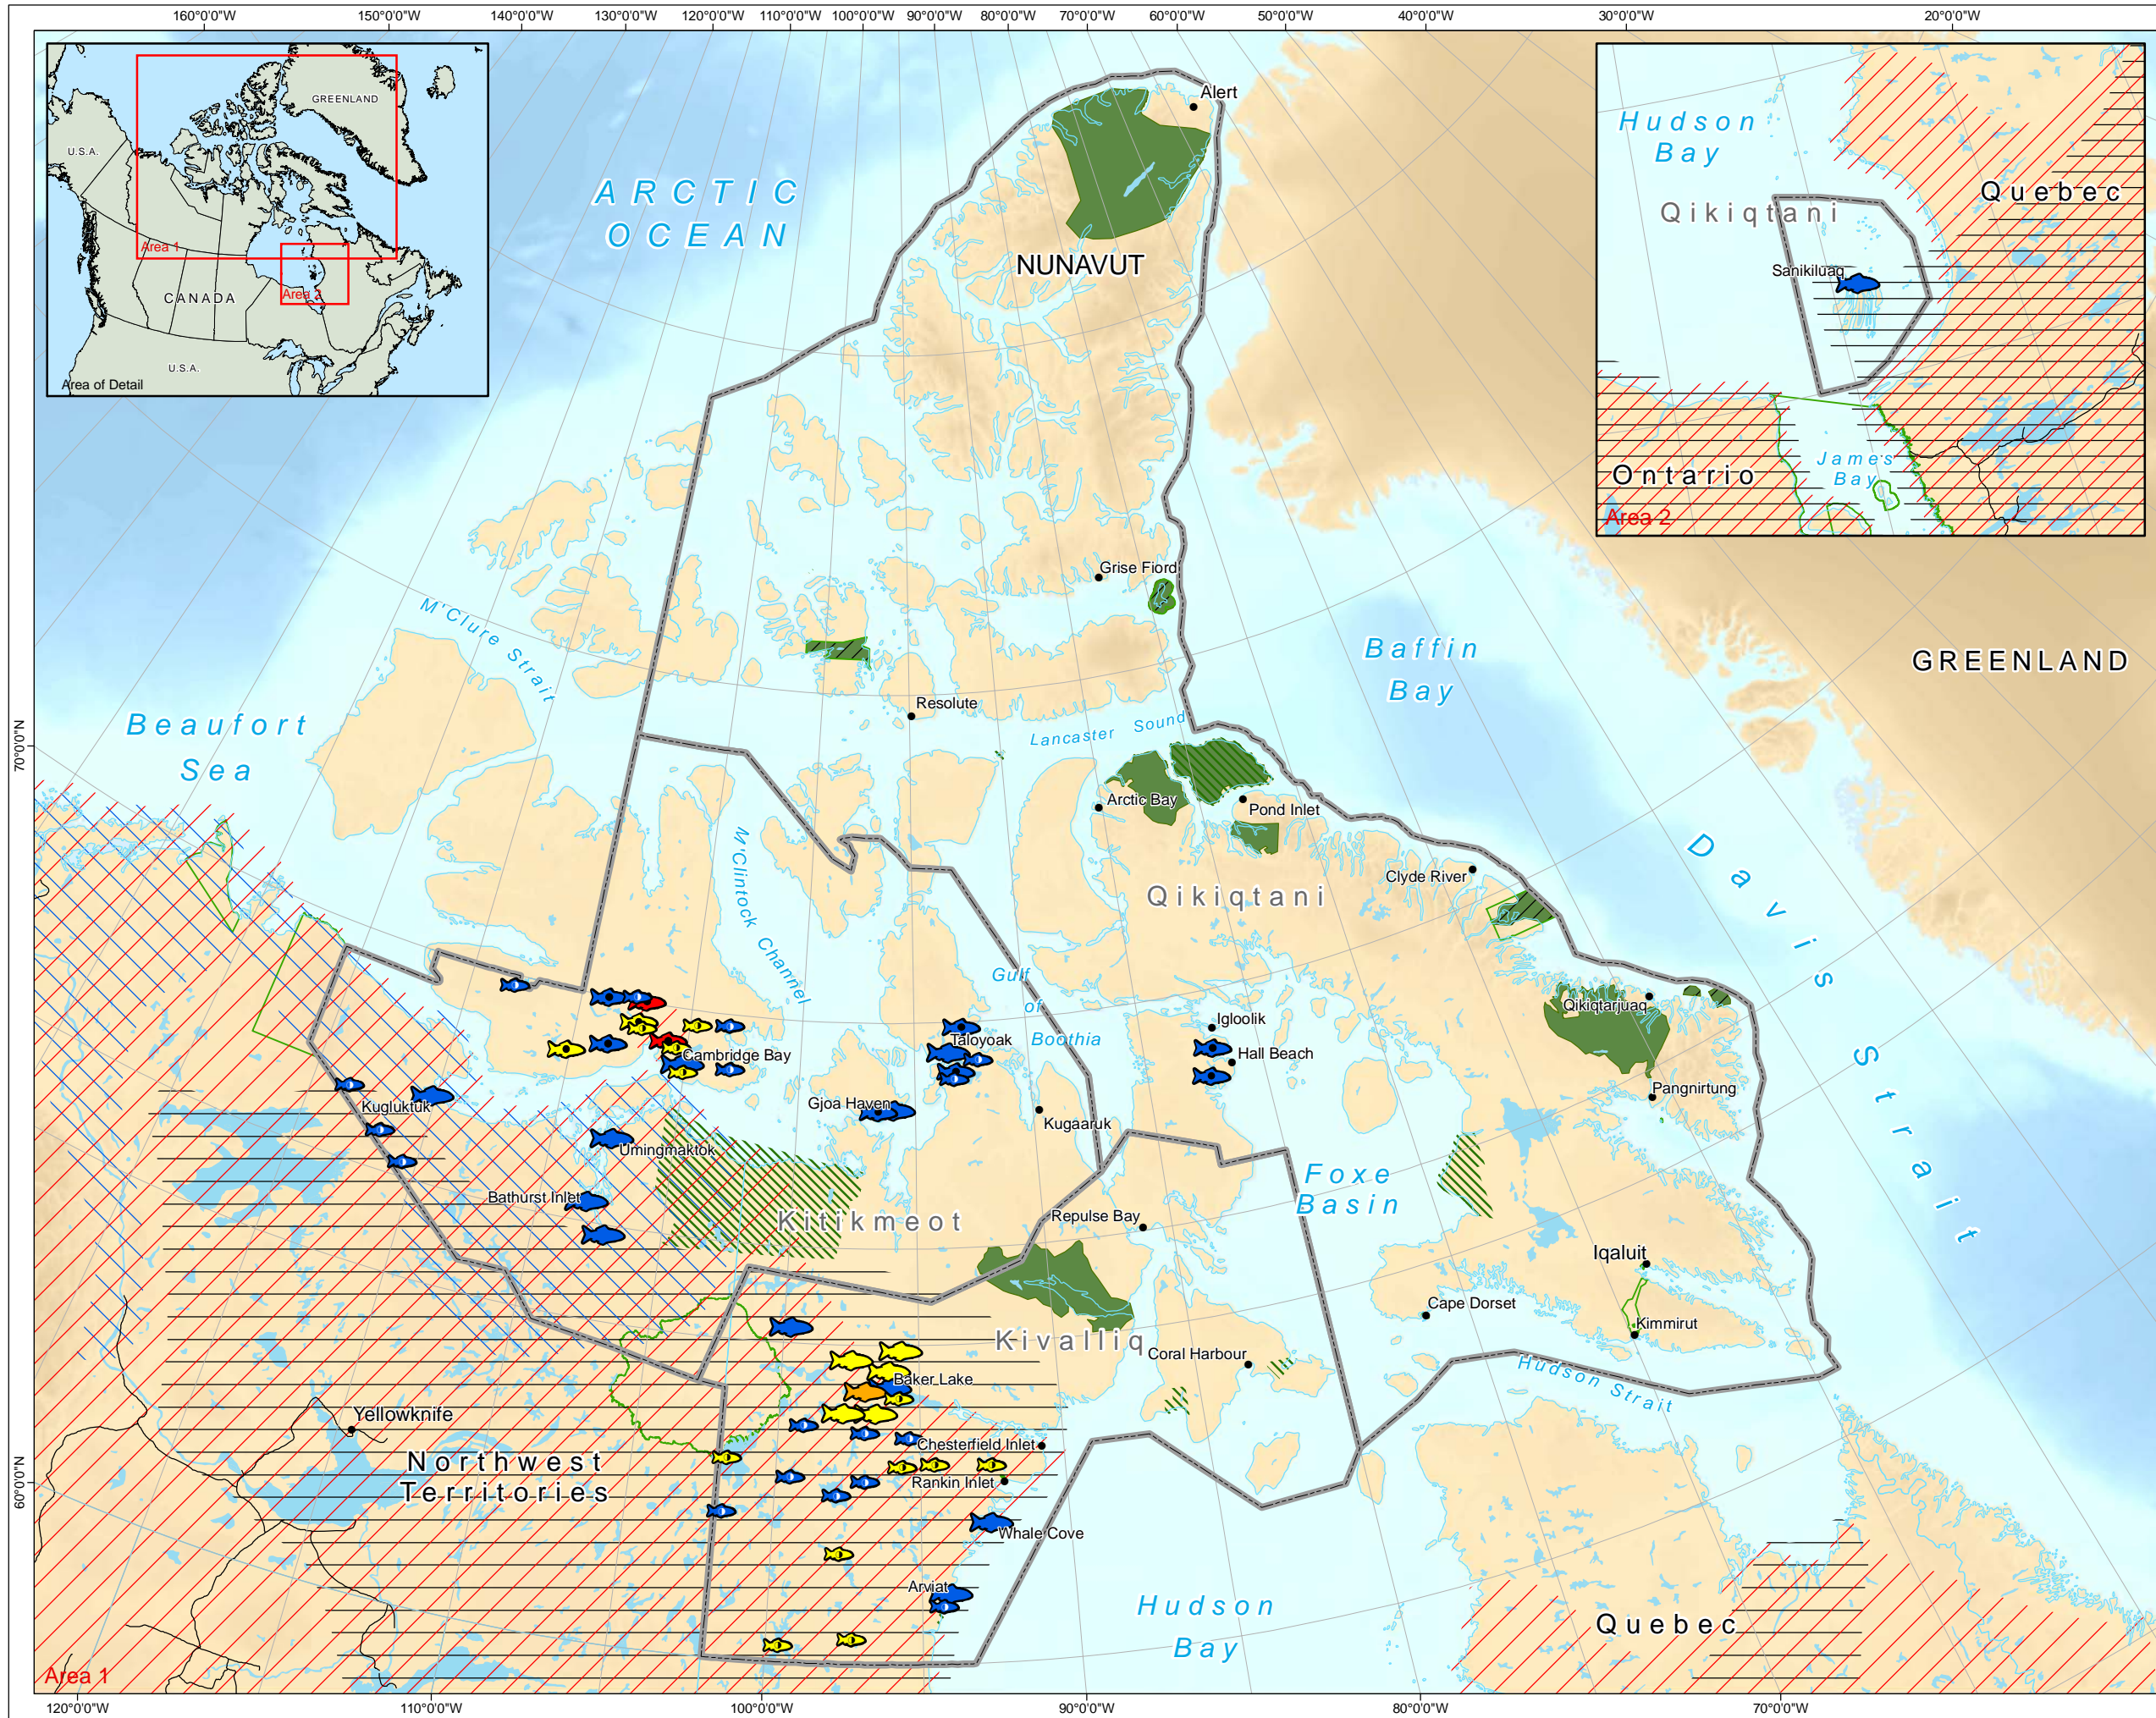 160°0'0"W 150°0'0"W 140°0'0"W 130°0'0"W 120°0'0"W 110°0'0"W 100°0'0"W 90°0'0"W 80°0'0"W 70°0'0"W 60°0'0"W 50°0'0"W 40°0'0"W 30°0'0"W 20°0'0"W
GREENLAND
U.S.A.
Area 1
CANADA
Area 2
U.S.A.
Area of Detail
Hudson
Bay
Quebec
Qikiqtani
Sanikiluaq
James
Bay
Ontario
Area 2
Alert
ARCTIC
OCEAN
NUNAVUT
Grise Fiord
M'Clure Strait
Baffin
Bay
GREENLAND
Resolute
Lancaster Sound
Beaufort
Sea
70°0'0"N
Arctic Bay
Pond Inlet
M'Clintock Channel
Clyde River
Qikiqtani
Davis Strait
Gulf
of
Boothia
Qikiqtarjuaq
Igloolik
Taloyoak
Hall Beach
Cambridge Bay
Pangnirtung
Kugluktuk
Gjoa Haven
Kugaaruk
Umingmaktok
Foxe
Basin
Bathurst Inlet
Kitikmeot
Repulse Bay
Iqaluit
Cape Dorset
Kimmirut
Kivalliq
Coral Harbour
Hudson Strait
Baker Lake
Yellowknife
Chesterfield Inlet
Northwest
Territories
Rankin Inlet
60°0'0"N
Whale Cove
Arviat
Hudson
Bay
Quebec
Area 1
120°0'0"W 110°0'0"W 100°0'0"W 90°0'0"W 80°0'0"W 70°0'0"W